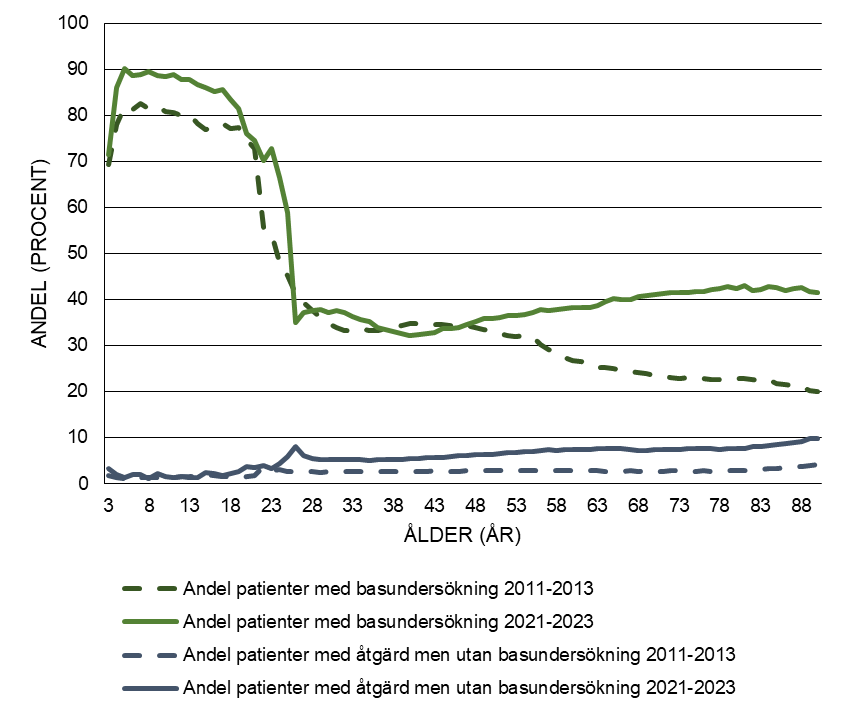 100
90
80
70
60
50
40
30
20
10
0
ANDEL (PROCENT)
3 8 13 18 23 28 33 38 43 48 53 58 63 68 73 78 83 88
ÅLDER (ÅR)
Andel patienter med basundersökning 2011-2013
Andel patienter med basundersökning 2021-2023
Andel patienter med åtgärd men utan basundersökning 2011-2013
Andel patienter med åtgärd men utan basundersökning 2021-2023